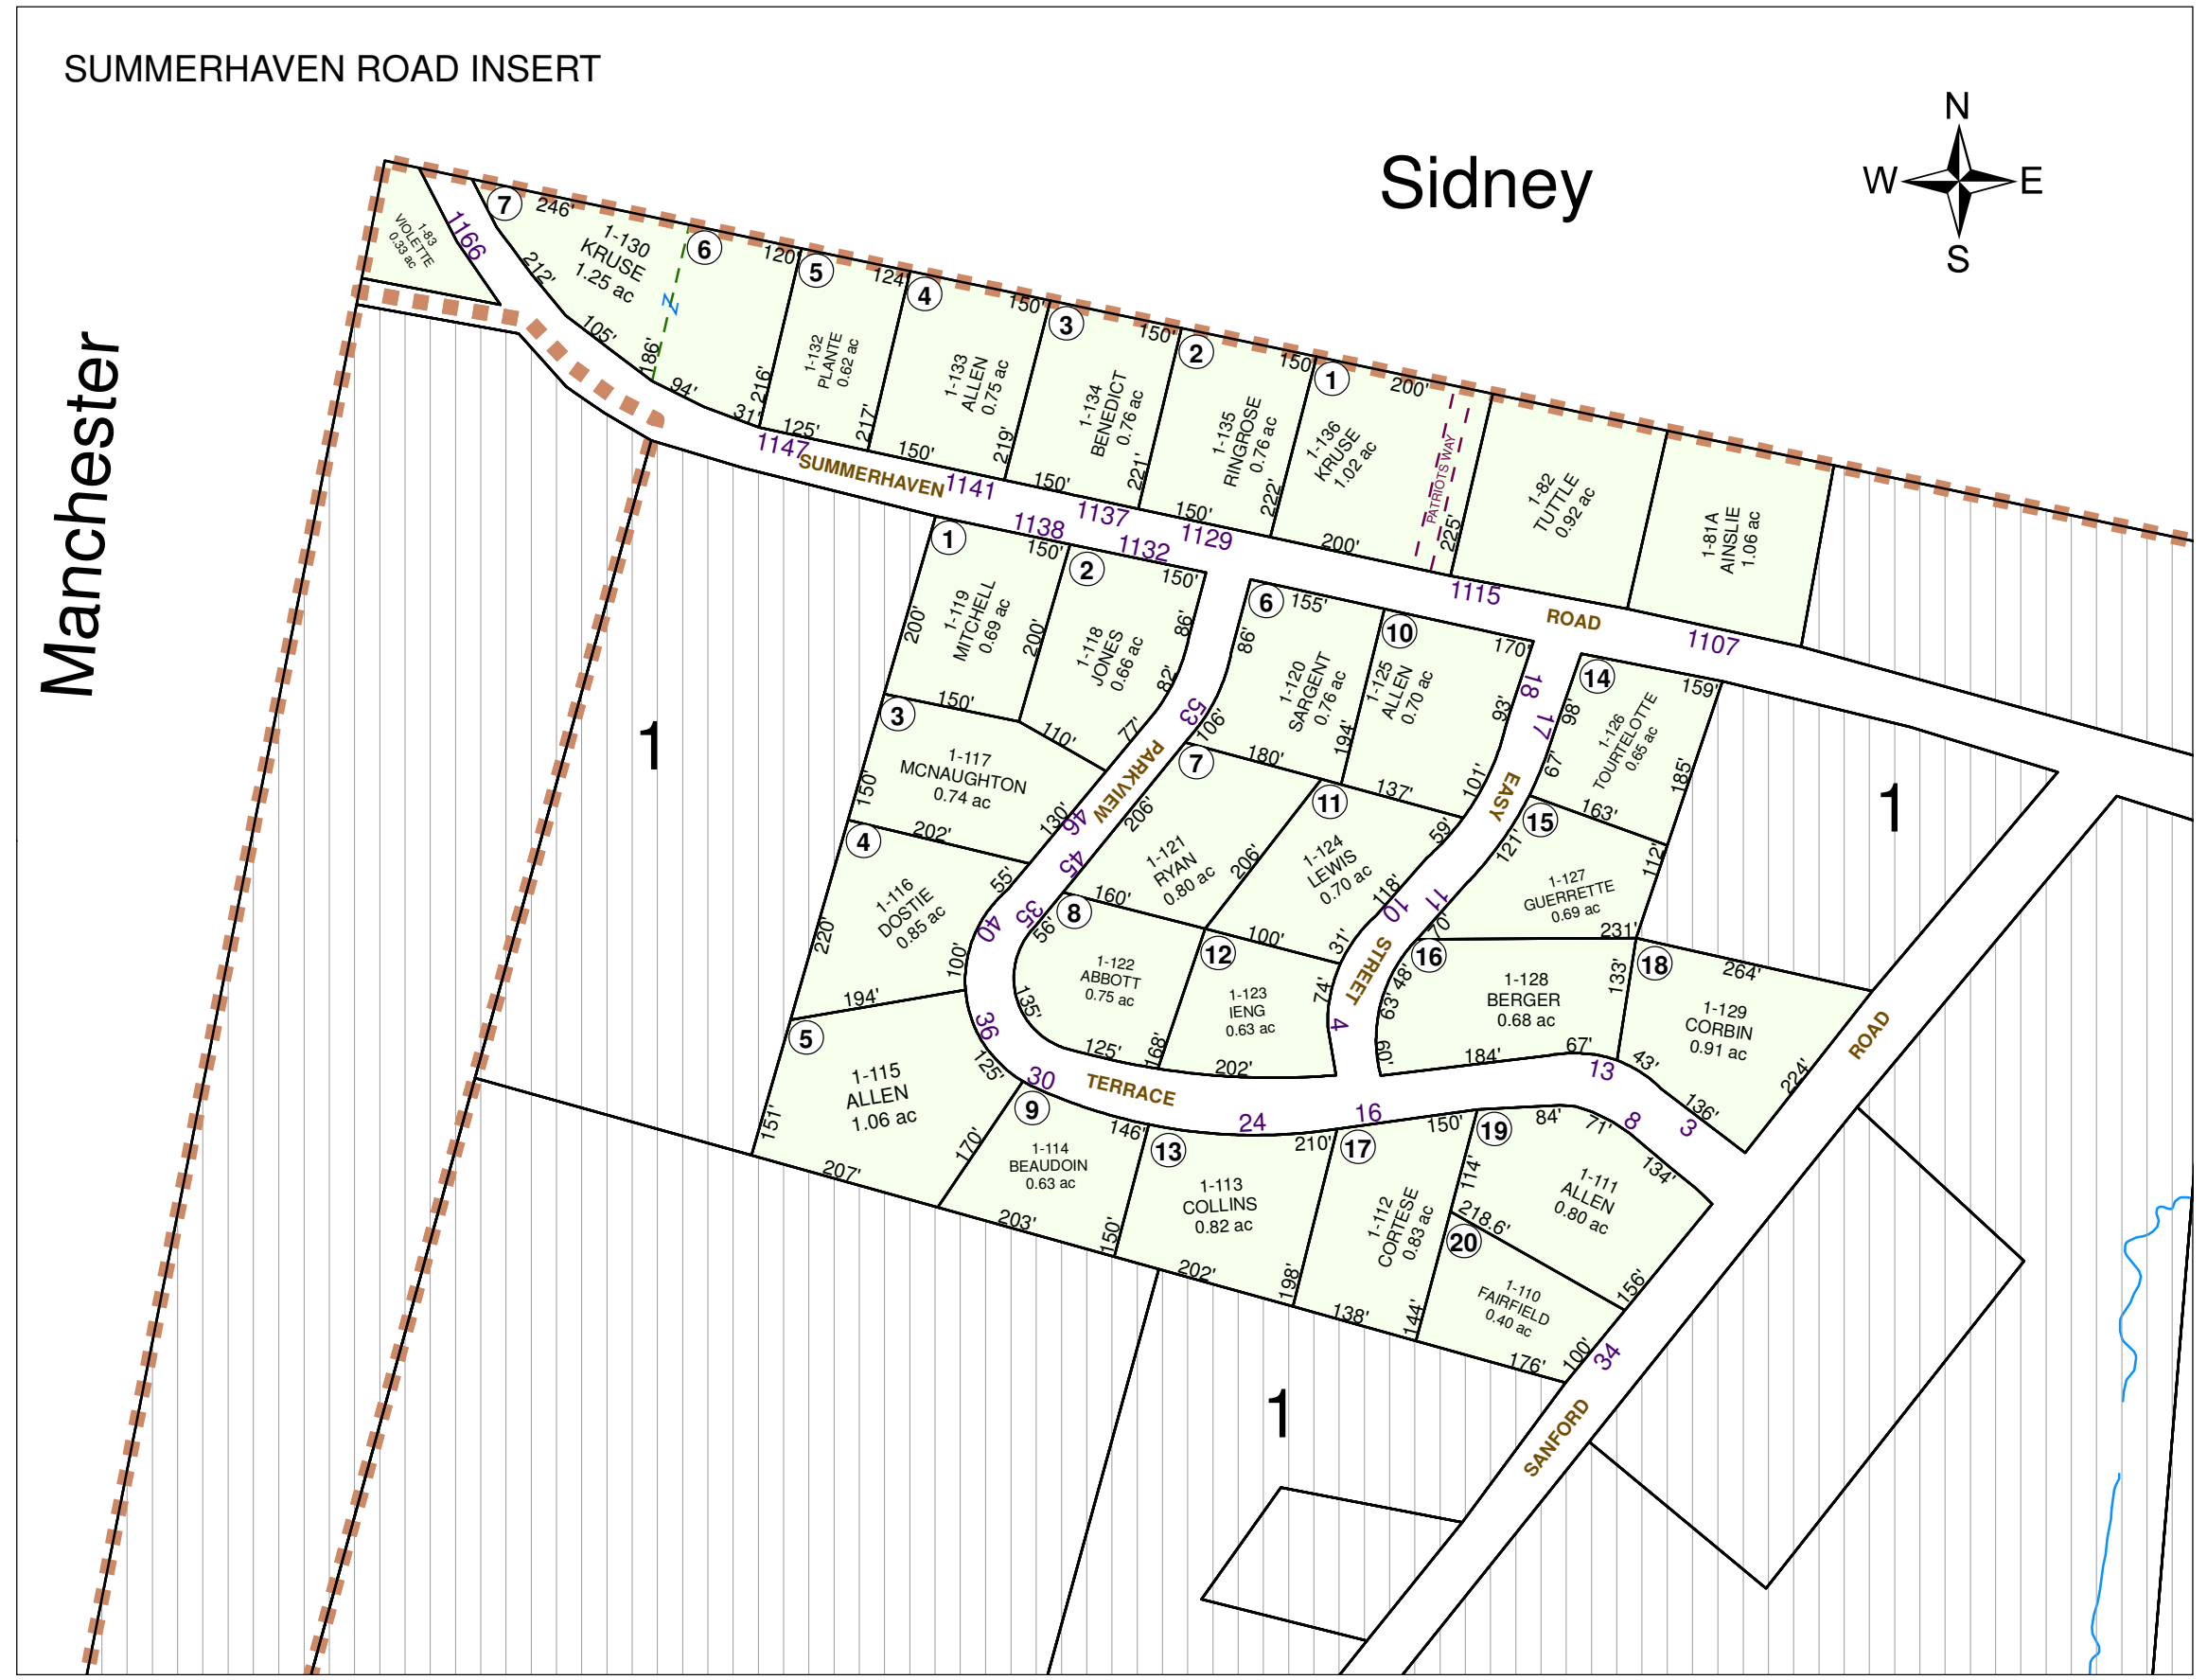 SUMMERHAVEN ROAD INSERT
Sidney
N
W
E
S
Manchester
1-83
VIOLETTE
0.33 ac
1166
7
246'
1-130
KRUSE
1.25 ac
212'
105'
186'
Z
94'
31'
6
120'
216'
5
124'
1-132
PLANTE
0.62 ac
125'
217'
4
150'
1-133
ALLEN
0.75 ac
150'
219'
3
150'
1-134
BENEDICT
0.76 ac
150'
221'
2
150'
1-135
RINGROSE
0.76 ac
150'
222'
1
200'
1-136
KRUSE
1.02 ac
200'
PATRIOTS WAY
225'
1-82
TUTTLE
0.92 ac
1-81A
AINSLIE
1.06 ac
1147
SUMMERHAVEN
1141
1137
1129
1138
1132
1115
ROAD
1107
1
150'
1-119
MITCHELL
0.69 ac
200'
200'
150'
2
150'
1-118
JONES
0.66 ac
86'
82'
77'
110'
6
155'
86'
1-120
SARGENT
0.76 ac
106'
180'
194'
53
10
170'
1-125
ALLEN
0.70 ac
93'
101'
137'
18
17
14
159'
98'
67'
1-126
TOURTELOTTE
0.65 ac
185'
163'
3
1-117
MCNAUGHTON
0.74 ac
150'
130'
202'
PARKVIEW
46
45
7
206'
1-121
RYAN
0.80 ac
206'
160'
11
1-124
LEWIS
0.70 ac
59'
118'
31'
100'
EASY
STREET
10
11
15
121'
112'
1-127
GUERRETTE
0.69 ac
70'
231'
4
55'
1-116
DOSTIE
0.85 ac
220'
100'
194'
40
35
8
56'
1-122
ABBOTT
0.75 ac
135'
125'
168'
12
1-123
IENG
0.63 ac
74'
202'
4
16
48'
63'
60'
1-128
BERGER
0.68 ac
133'
184'
67'
18
264'
1-129
CORBIN
0.91 ac
43'
136'
224'
ROAD
13
8
3
5
1-115
ALLEN
1.06 ac
151'
125'
170'
207'
36
30
TERRACE
24
16
9
146'
1-114
BEAUDOIN
0.63 ac
203'
150'
13
210'
1-113
COLLINS
0.82 ac
202'
198'
17
150'
1-112
CORTESE
0.83 ac
138'
114'
144'
19
84'
71'
134'
1-111
ALLEN
0.80 ac
218.6'
156'
20
1-110
FAIRFIELD
0.40 ac
176'
100'
34
SANFORD
1
1
1